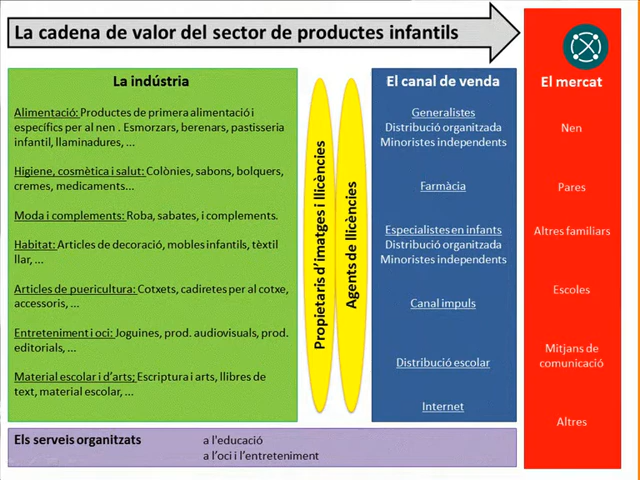 La cadena de valor del sector de productes infantils
La indústria
Alimentació: Productes de primera alimentació i
específics per al nen . Esmorzars, berenars, pastisseria
infantil, llaminadures, ...
Higiene, cosmètica i salut: Colònies, sabons, bolquers,
cremes, medicaments...
Moda i complements: Roba, sabates, i complements.
Habitat: Articles de decoració, mobles infantils, tèxtil
llar, ...
Articles de puericultura: Cotxets, cadiretes per al cotxe,
accessoris, ...
Entreteniment i oci: Joguines, prod. audiovisuals, prod.
editorials, ...
Material escolar i d'arts; Escriptura i arts, llibres de
text, material escolar, ...
Propietaris d'imatges i llicències
Agents de llicències
El canal de venda
Generalistes
Distribució organitzada
Minoristes independents
Farmàcia
Especialistes en infants
Distribució organitzada
Minoristes independents
Canal impuls
Distribució escolar
Internet
El mercat
Nen
Pares
Altres familiars
Escoles
Mitjans de
comunicació
Altres
Els serveis organitzats
a l'educació
a l'oci i l'entreteniment